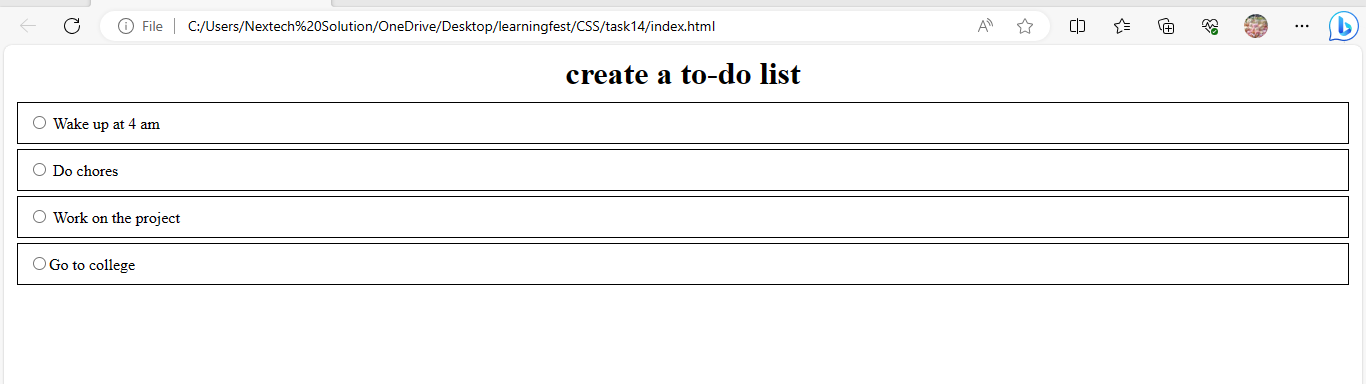 File
C:/Users/Nextech%20Solution/OneDrive/Desktop/learningfest/CSS/task14/index.html
create a to-do list
Wake up at 4 am
Do chores
Work on the project
Go to college